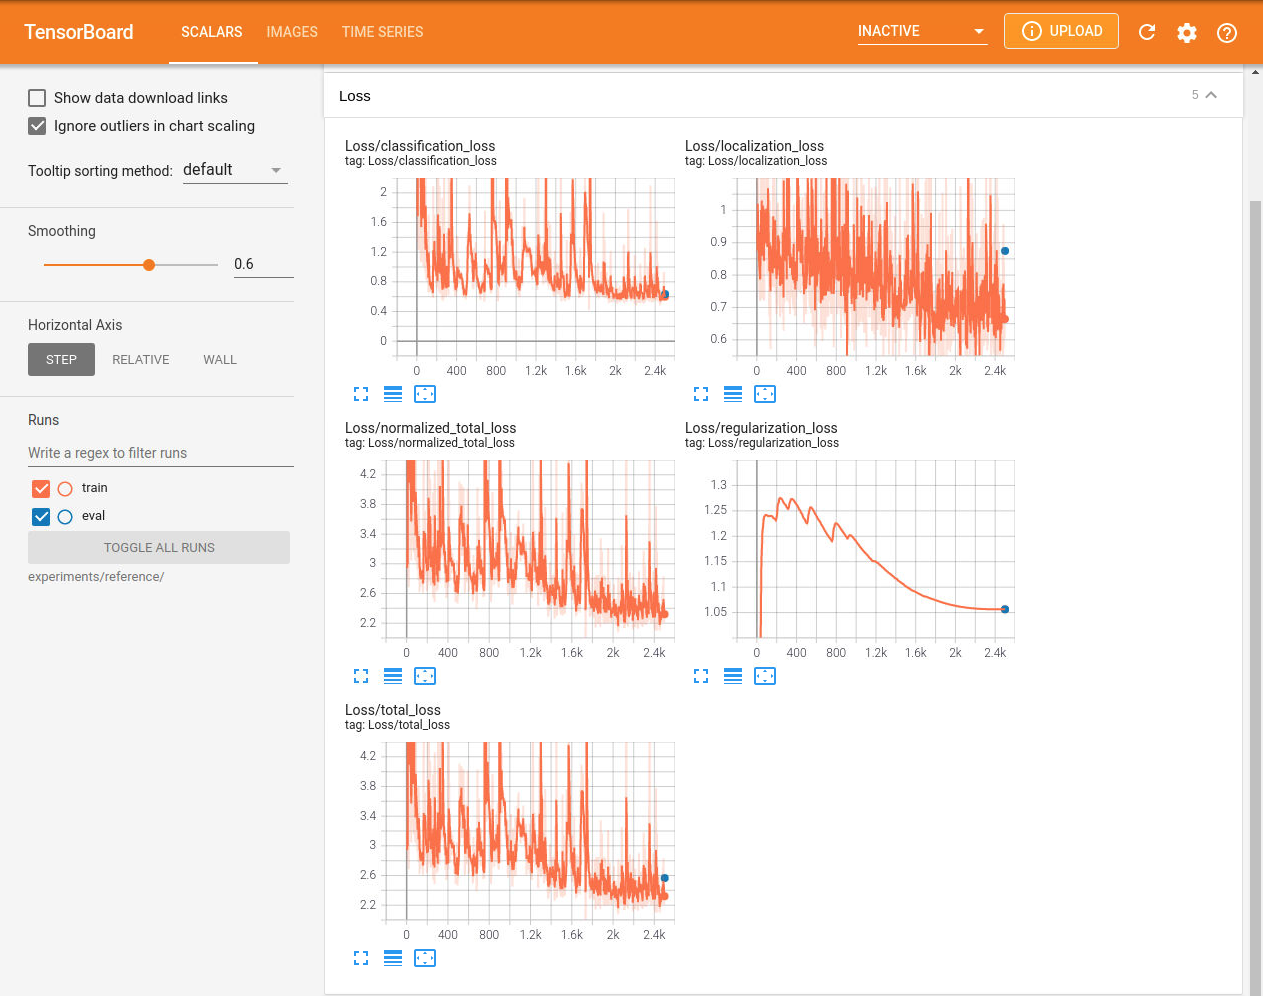 TensorBoard SCALARS IMAGES TIME SERIES INACTIVE UPLOAD
Show data download links
Ignore outliers in chart scaling
Tooltip sorting method: default
Smoothing
0.6
Horizontal Axis
STEP RELATIVE WALL
Runs
Write a regex to filter runs
train
eval
TOGGLE ALL RUNS
experiments/reference/
Loss 5
Loss/classification_loss
tag: Loss/classification_loss
2
1.6
1.2
0.8
0.4
0
0 400 800 1.2k 1.6k 2k 2.4k
Loss/localization_loss
tag: Loss/localization_loss
1
0.9
0.8
0.7
0.6
0 400 800 1.2k 1.6k 2k 2.4k
Loss/normalized_total_loss
tag: Loss/normalized_total_loss
4.2
3.8
3.4
3
2.6
2.2
0 400 800 1.2k 1.6k 2k 2.4k
Loss/regularization_loss
tag: Loss/regularization_loss
1.3
1.25
1.2
1.15
1.1
1.05
0 400 800 1.2k 1.6k 2k 2.4k
Loss/total_loss
tag: Loss/total_loss
4.2
3.8
3.4
3
2.6
2.2
0 400 800 1.2k 1.6k 2k 2.4k